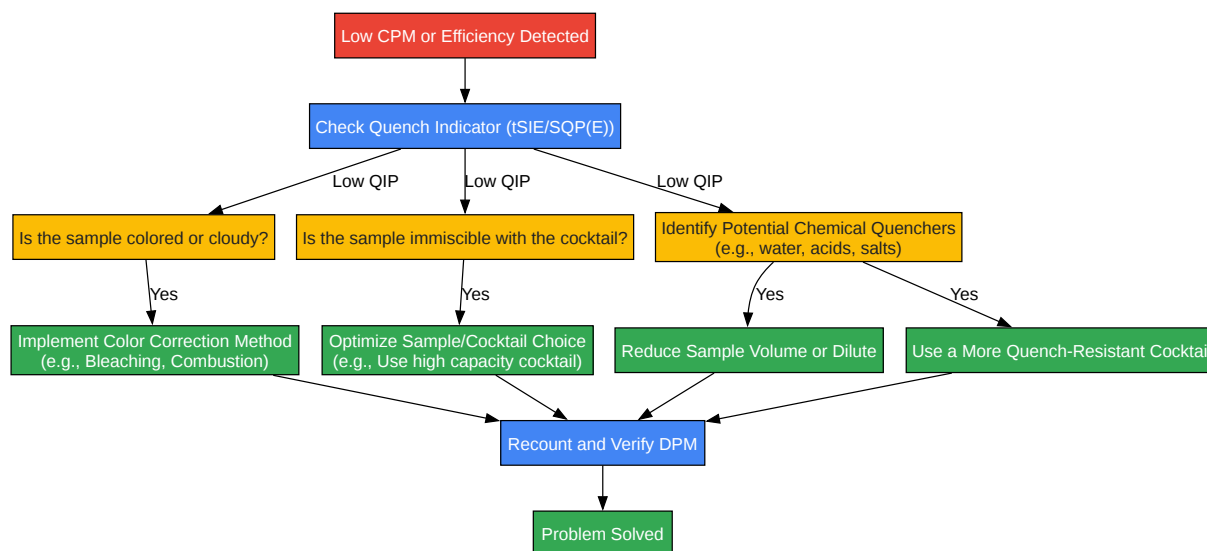 Low CPM or Efficiency Detected
Check Quench Indicator (tSIE/SQP(E))
Low QIP
Low QIP
Low QIP
Is the sample colored or cloudy?
Is the sample immiscible with the cocktail?
Identify Potential Chemical Quenchers
(e.g., water, acids, salts)
Yes
Yes
Yes
Yes
Implement Color Correction Method
(e.g., Bleaching, Combustion)
Optimize Sample/Cocktail Choice
(e.g., Use high capacity cocktail)
Reduce Sample Volume or Dilute
Use a More Quench-Resistant Cocktail
Recount and Verify DPM
Problem Solved